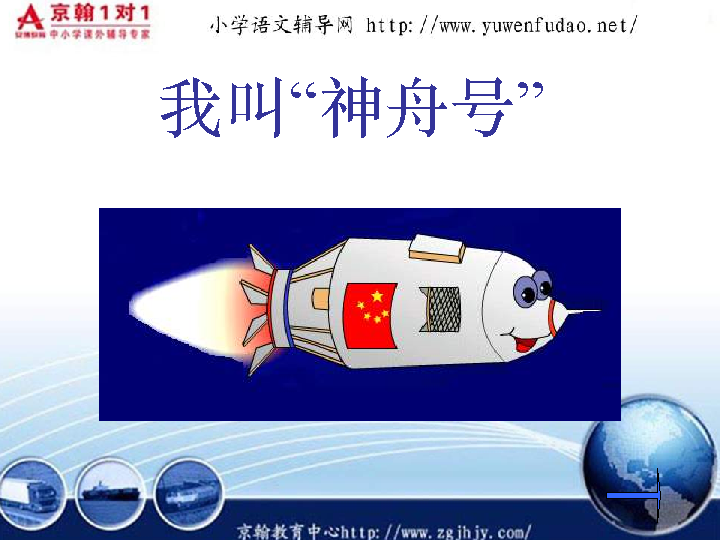 京翰1对1
京翰京翰 中小学课外辅导专家
小学语文辅导网 http://www.yuwenfudao.net/
我叫“神舟号”
京翰教育中心http://www.zgjhjy.com/